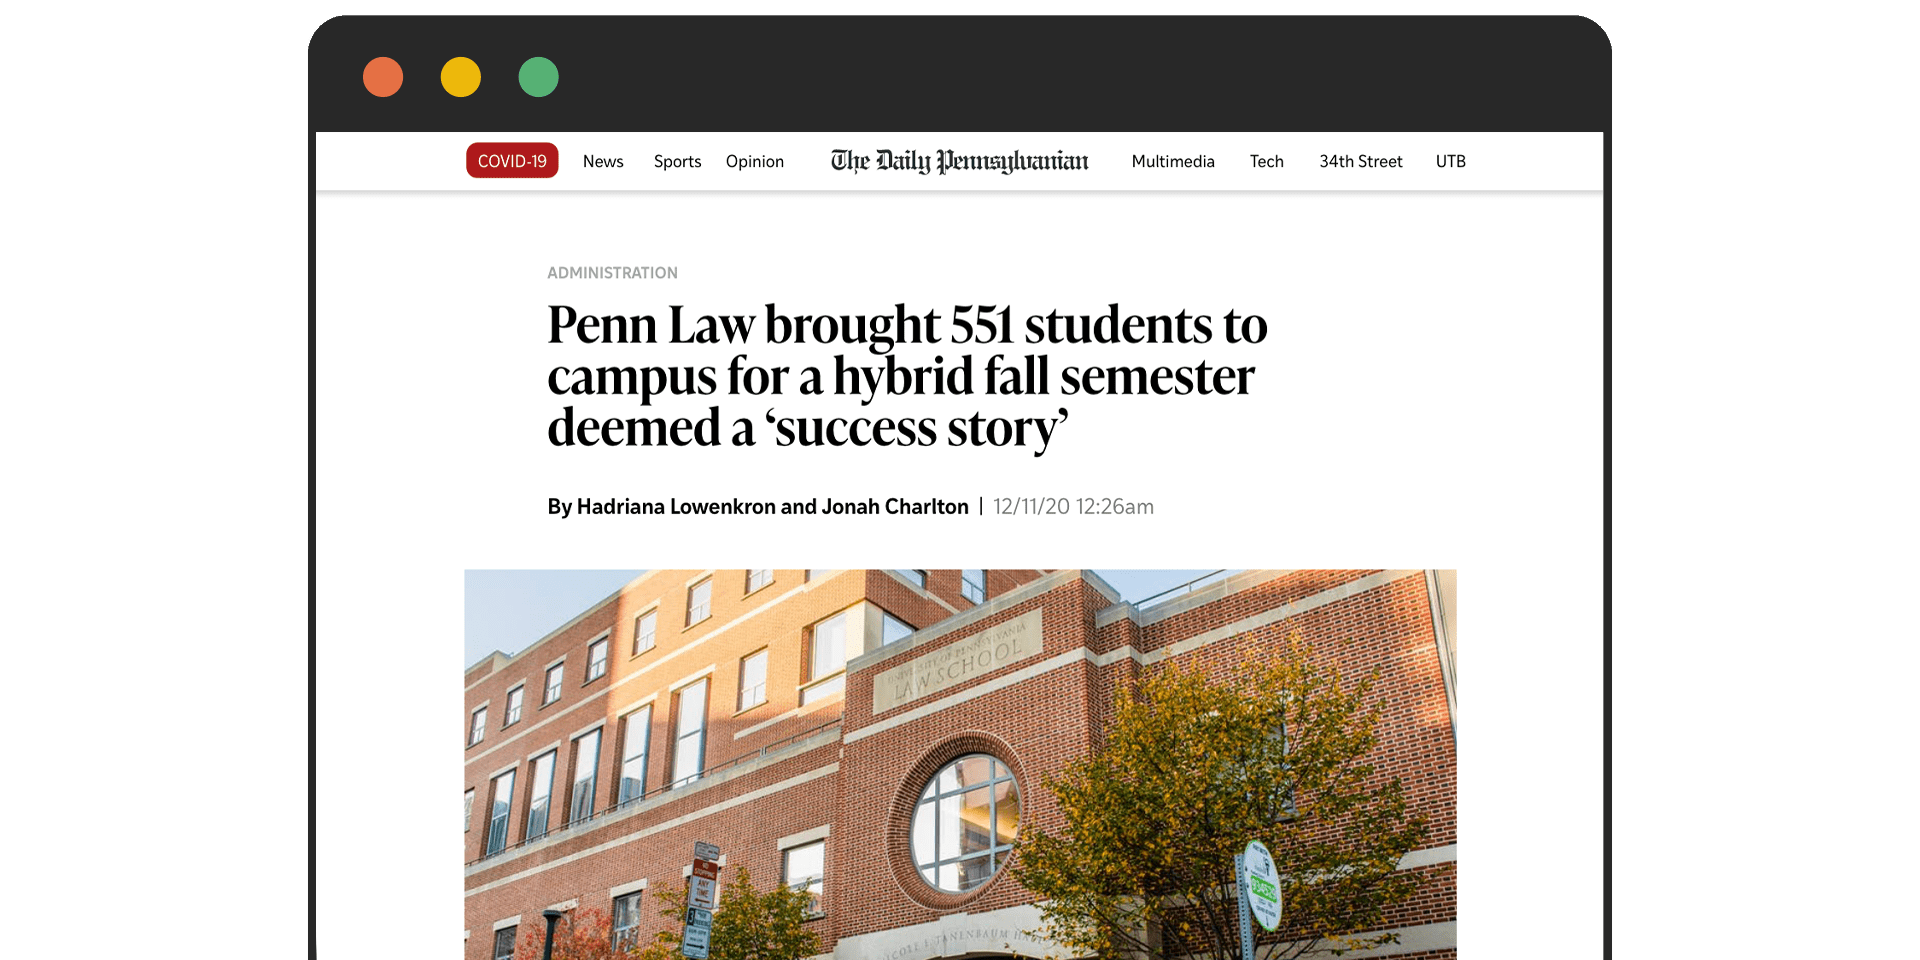 COVID-19 News Sports Opinion The Daily Pennsylvanian Multimedia Tech 34th Street UTB
ADMINISTRATION
Penn Law brought 551 students to
campus for a hybrid fall semester
deemed a ‘success story’
By Hadriana Lowenkron and Jonah Charlton | 12/11/20 12:26am
UNIVERSITY OF PENNSYLVANIA
LAW SCHOOL
ANY
TIME
TANENBAUM HALL